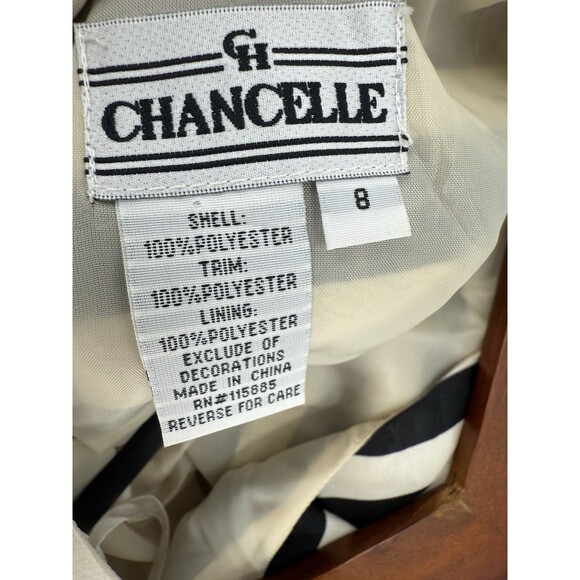 CH
CHANCELLE
8
SHELL:
100%POLYESTER
TRIM:
100%POLYESTER
LINING:
100%POLYESTER
EXCLUDE OF
DECORATIONS
MADE IN CHINA
RN#115885
REVERSE FOR CARE